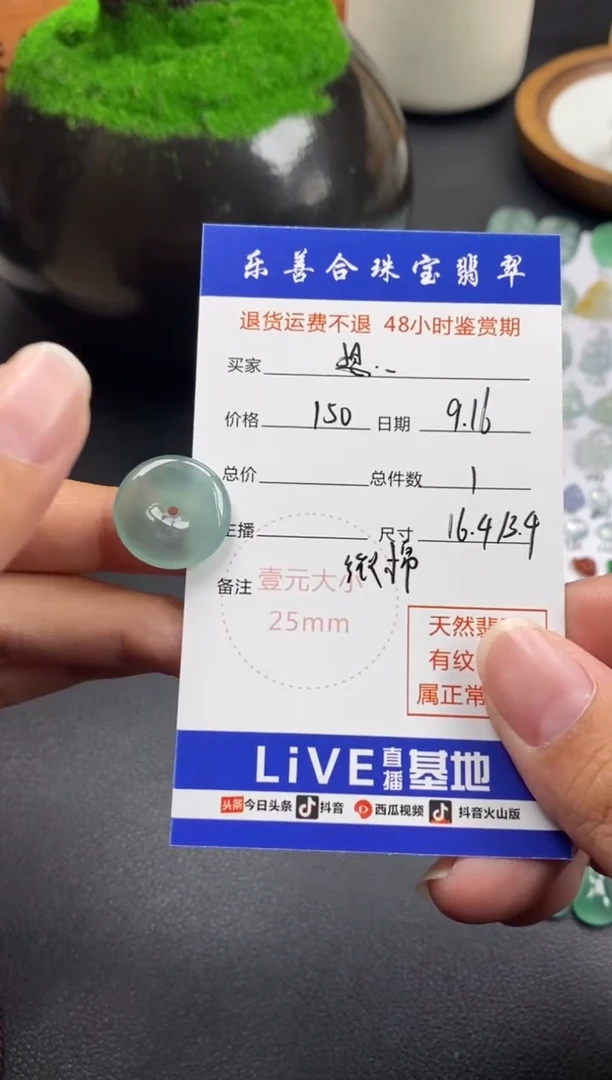 乐善合珠宝翡翠
退货运费不退 48小时鉴赏期
买家
价格 150 日期 9.16
总价 总件数 1
主播 尺寸 16.4/3.4
备注 微棉
壹元大小
25mm
天然翡
有纹
属正常
LiVE直播基地
头条 今日头条 抖音 西瓜视频 抖音火山版